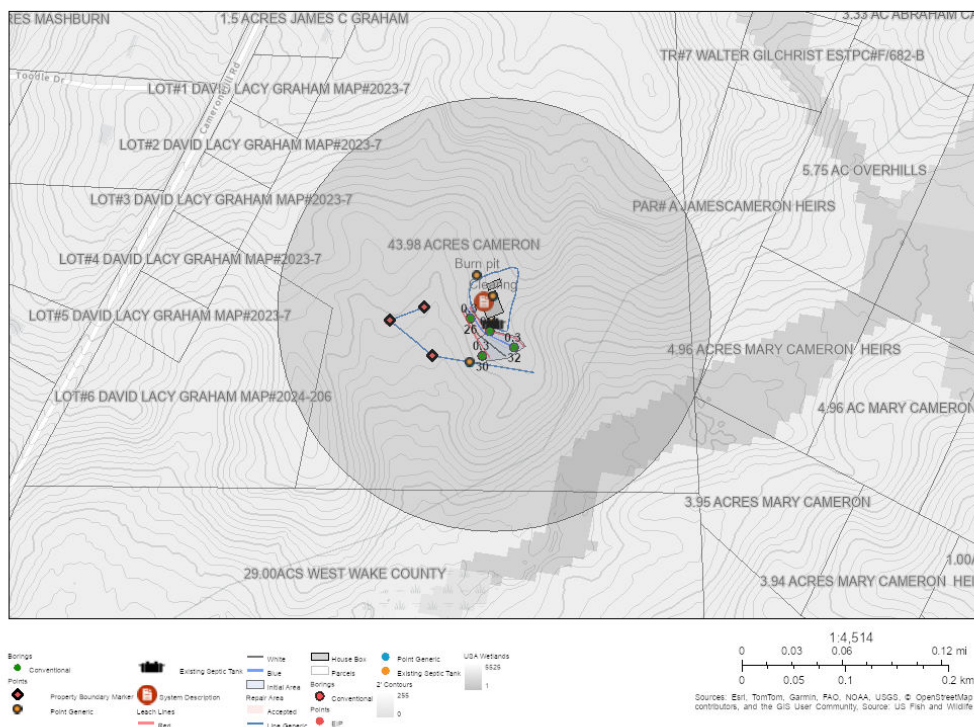 RES MASHBURN
1.5 ACRES JAMES C GRAHAM
3.33 AC ABRAHAM CA
TR#7 WALTER GILCHRIST ESTPC#F/682-B
Toodle Dr
Cameron Hill Rd
LOT#1 DAVID LACY GRAHAM MAP#2023-7
LOT#2 DAVID LACY GRAHAM MAP#2023-7
5.75 AC OVERHILLS
LOT#3 DAVID LACY GRAHAM MAP#2023-7
PAR# A JAMESCAMERON HEIRS
43.98 ACRES CAMERON
LOT#4 DAVID LACY GRAHAM MAP#2023-7
Burn pit
Clearing
LOT#5 DAVID LACY GRAHAM MAP#2023-7
26
0.3
0.3
32
30
4.96 ACRES MARY CAMERON HEIRS
LOT#6 DAVID LACY GRAHAM MAP#2024-206
4.96 AC MARY CAMERON
3.95 ACRES MARY CAMERON
29.00ACS WEST WAKE COUNTY
1.00A
3.94 ACRES MARY CAMERON HEI
Borings
Conventional
Points
Property Boundary Marker
Point Generic
Existing Septic Tank
System Description
Leach Lines
Red
White
Blue
Initial Area
Repair Area
Accepted
Line Generic
House Box
Parcels
Borings
Conventional
Points
EIP
Point Generic
Existing Septic Tank
2' Contours
255
0
USA Wetlands
5525
1
1:4,514
0 0.03 0.06 0.12 mi
0 0.05 0.1 0.2 km
Sources: Esri, TomTom, Garmin, FAO, NOAA, USGS, © OpenStreetMap
contributors, and the GIS User Community, Source: US Fish and Wildlife